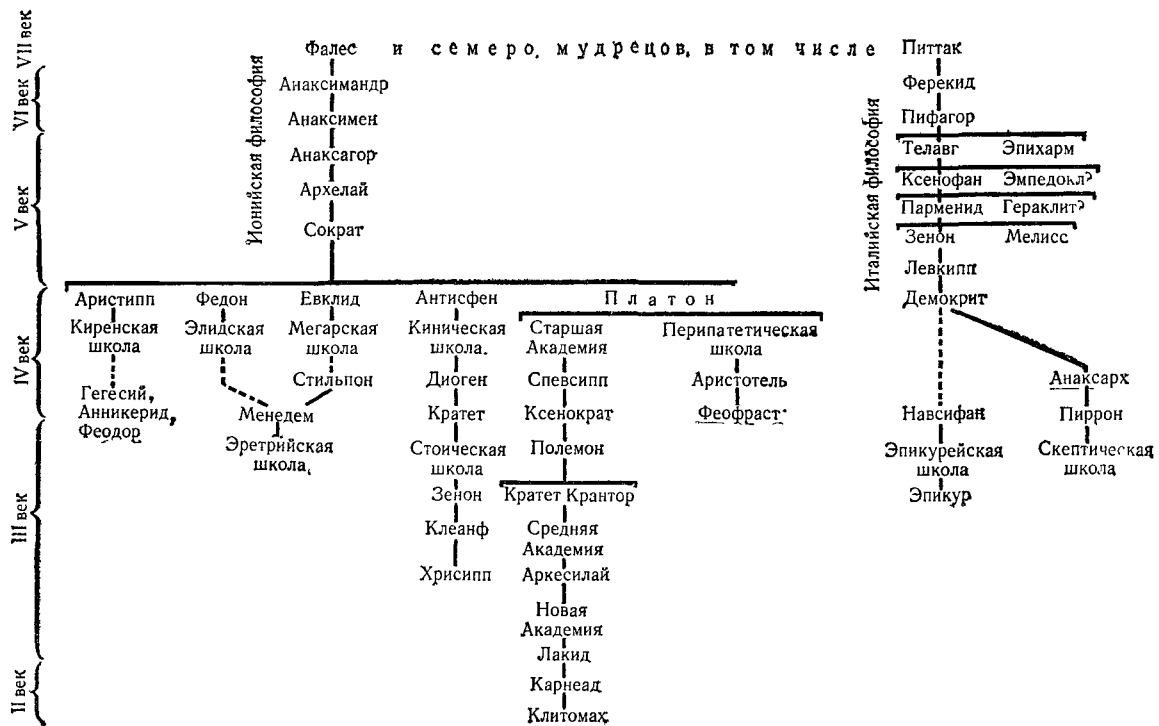 VII век
VI век
V век
IV век
III век
II век
Фалес и семеро, мудрецов, в том числе Питтак
Ионийская философия
Анаксимандр
Анаксимен
Анаксагор
Архелай
Сократ
Италийская философия
Ферекид
Пифагор
Телавг Эпихарм
Ксенофан Эмпедокл?
Парменид Гераклит?
Зенон Мелисс
Левкипп
Демокрит
Аристипп Федон Евклид Антисфен Платон
Киренская
школа
Гегесий,
Анникерид,
Феодор
Элидская
школа
Мегарская
школа
Стильпон
Менедем
Эретрийская
школа,
Киническая
школа.
Диоген
Кратет
Стоическая
школа
Зенон
Клеанф
Хрисипп
Старшая
Академия
Спевсипп
Ксенократ
Полемон
Кратет Крантор
Средняя
Академия
Аркесилай
Новая
Академия
Лакид
Карнеад
Клитомах
Перипатетическая
школа
Аристотель
Феофраст
Навсифан
Эпикурейская
школа
Эпикур
Анаксарх
Пиррон
Скептическая
школа